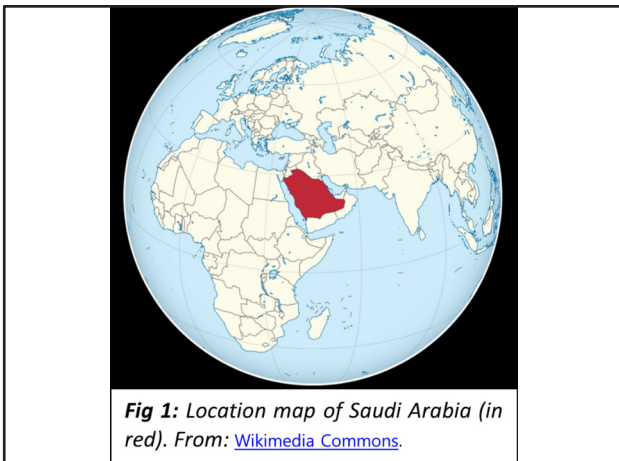 Fig 1: Location map of Saudi Arabia (in
red). From: Wikimedia Commons.